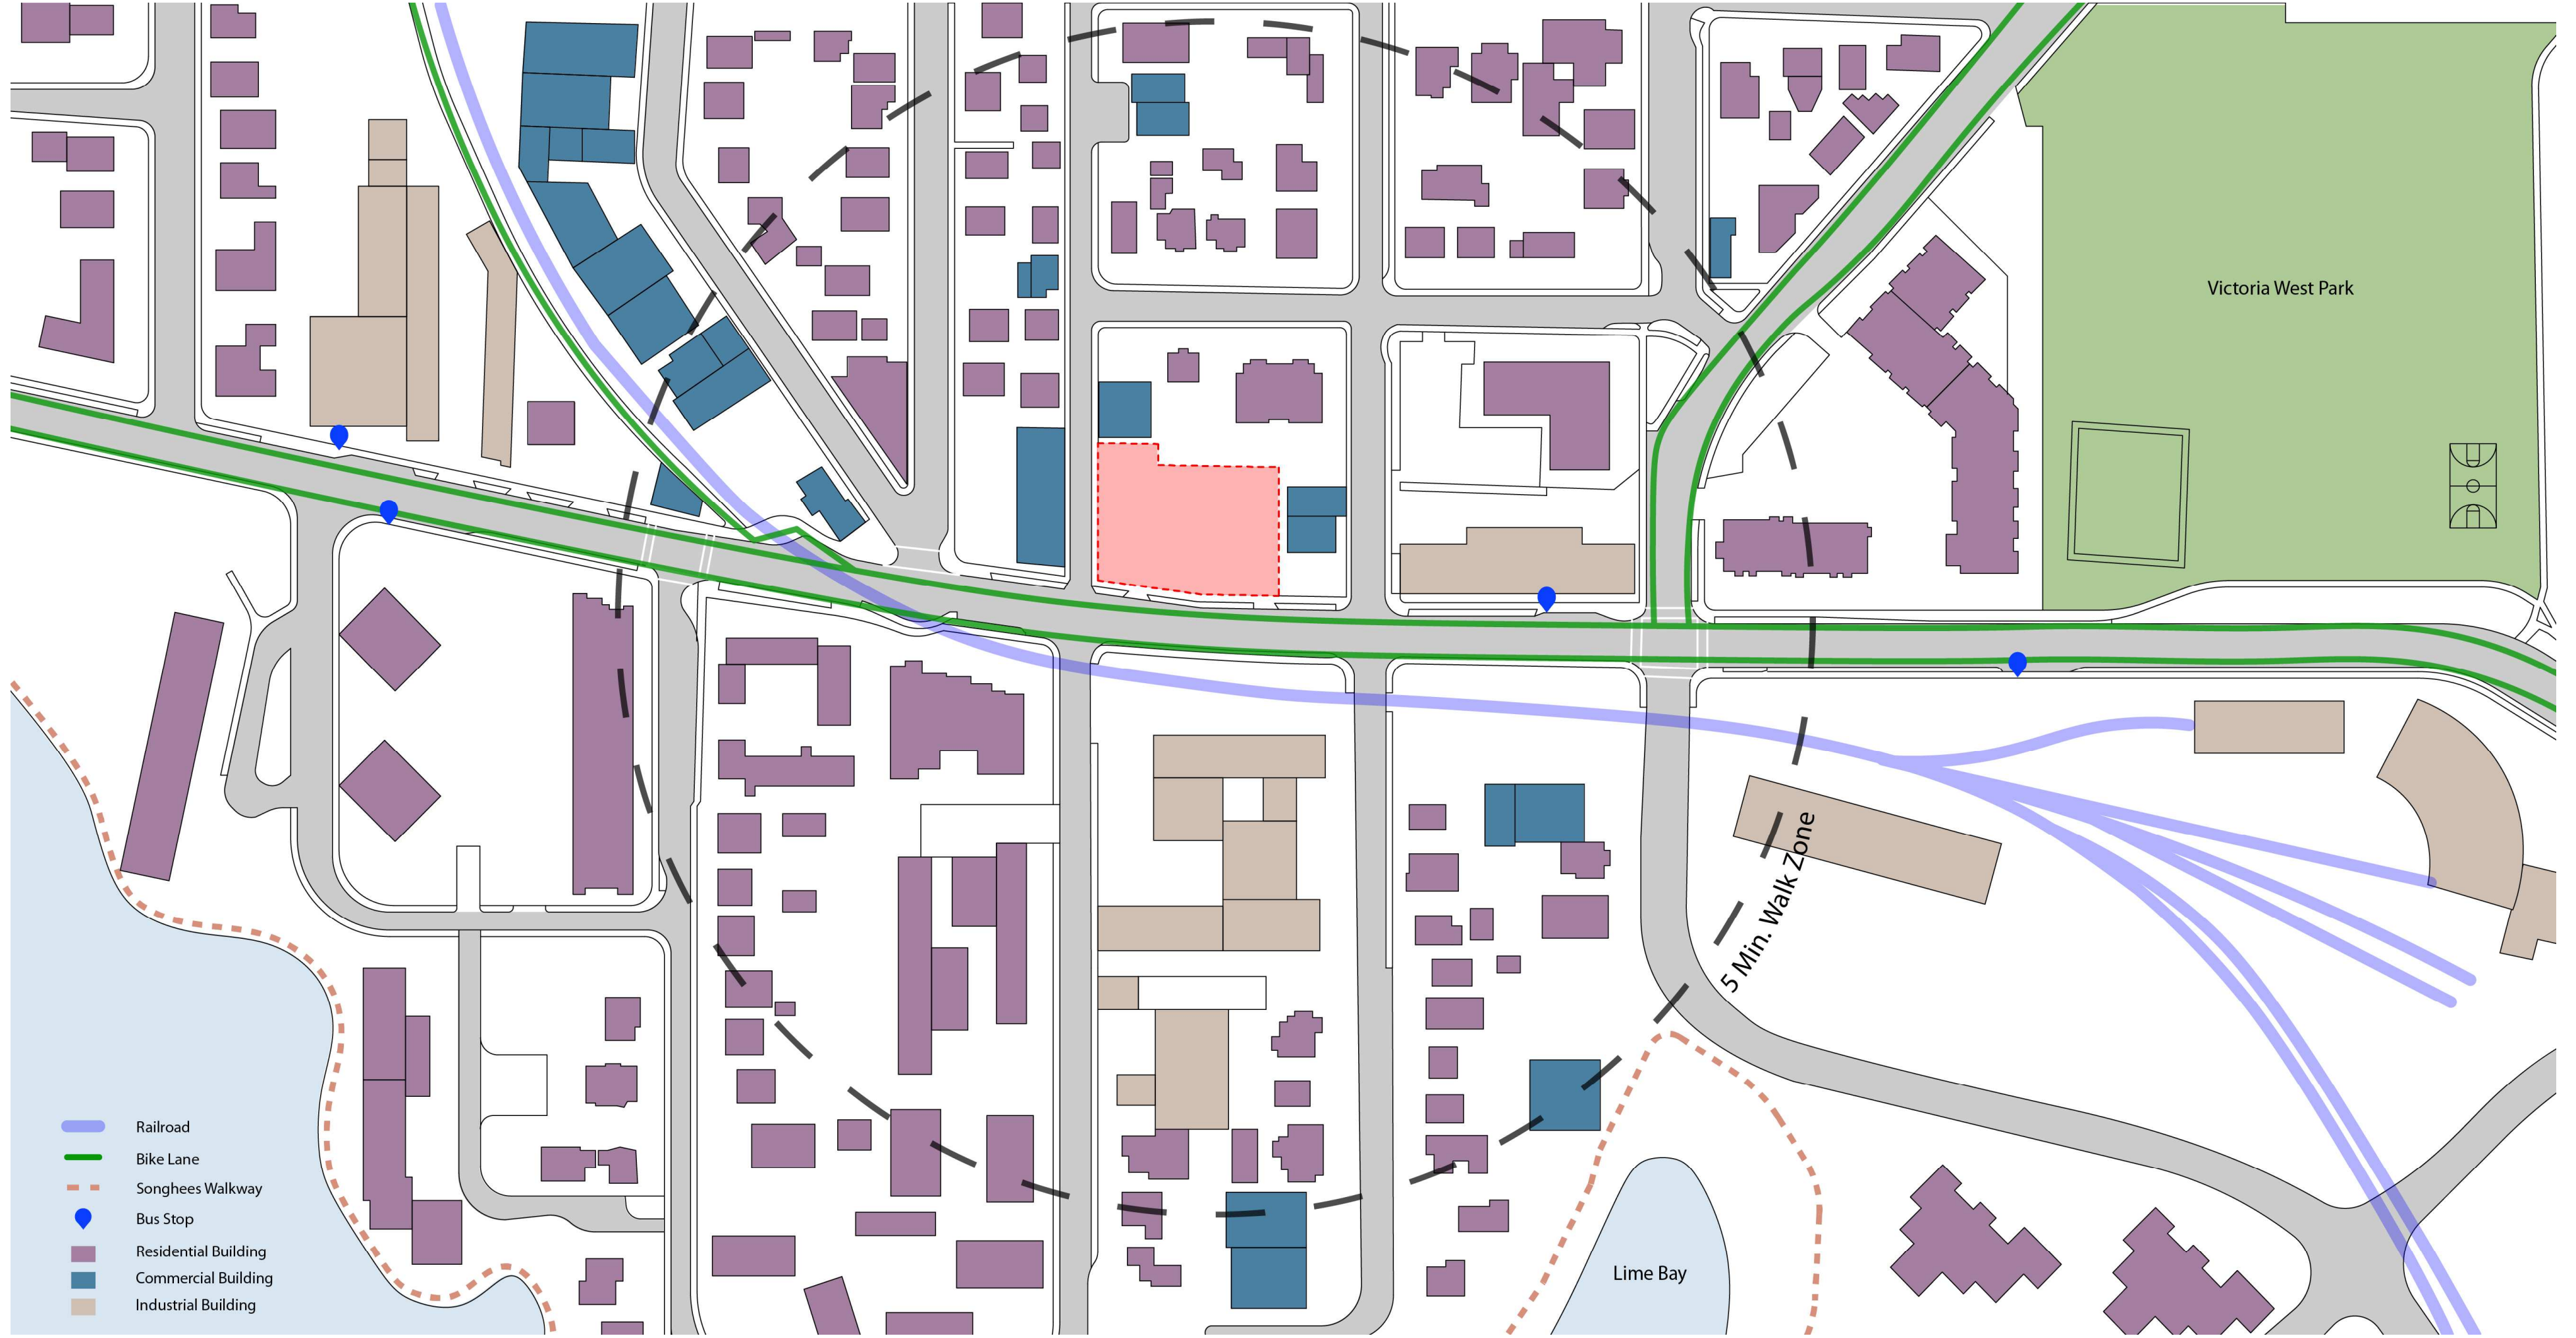 Victoria West Park
5 Min. Walk Zone
Lime Bay
Railroad
Bike Lane
Songhees Walkway
Bus Stop
Residential Building
Commercial Building
Industrial Building